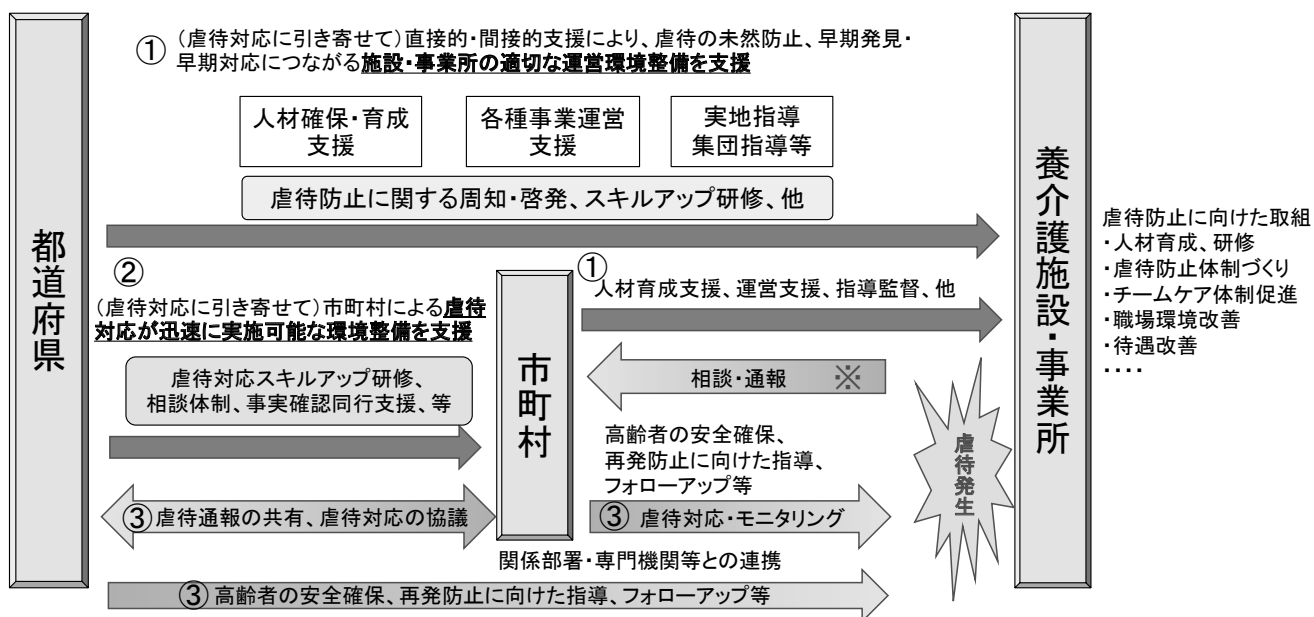 ①
(虐待対応に引き寄せて)直接的・間接的支援により、虐待の未然防止、早期発見・
早期対応につながる施設・事業所の適切な運営環境整備を支援
人材確保・育成
支援
各種事業運営
支援
実地指導
集団指導等
虐待防止に関する周知・啓発、スキルアップ研修、他
都道府県
②
(虐待対応に引き寄せて)市町村による虐待
対応が迅速に実施可能な環境整備を支援
虐待対応スキルアップ研修、
相談体制、事実確認同行支援、等
③虐待通報の共有、虐待対応の協議
市町村
①
人材育成支援、運営支援、指導監督、他
相談・通報 ※
高齢者の安全確保、
再発防止に向けた指導、
フォローアップ等
③ 虐待対応・モニタリング
関係部署・専門機関等との連携
③ 高齢者の安全確保、再発防止に向けた指導、フォローアップ等
虐待発生
養介護施設・事業所
虐待防止に向けた取組
・人材育成、研修
・虐待防止体制づくり
・チームケア体制促進
・職場環境改善
・待遇改善
・・・・